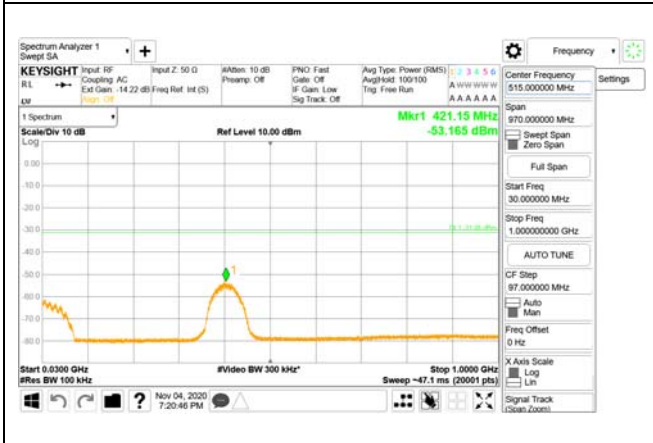 Spectrum Analyzer 1
Swept SA
+
Frequency
KEYSIGHT
Input: RF
Coupling: AC
Ext Gain: -14.22 dB
Align: Off
Input Z: 50 Ω
Freq Ref: Int (S)
#Atten: 10 dB
Preamp: Off
PNO: Fast
Gate: Off
IF Gain: Low
Sig Track: Off
Avg Type: Power (RMS)
Avg|Hold: 100/100
Trig: Free Run
1 2 3 4 5 6
A W W W W W
A A A A A A
RL
1 Spectrum
Scale/Div 10 dB
Log
Ref Level 10.00 dBm
Mkr1 421.15 MHz
-53.165 dBm
0.00
-10.0
-20.0
-30.0
-40.0
-50.0
-60.0
-70.0
-80.0
1
Start 0.0300 GHz
#Res BW 100 kHz
#Video BW 300 kHz*
Stop 1.0000 GHz
Sweep ~47.1 ms (20001 pts)
?
Nov 04, 2020
7:20:46 PM
Center Frequency
515.000000 MHz
Settings
Span
970.000000 MHz
Swept Span
Zero Span
Full Span
Start Freq
30.000000 MHz
Stop Freq
1.000000000 GHz
AUTO TUNE
CF Step
97.000000 MHz
Auto
Man
Freq Offset
0 Hz
X Axis Scale
Log
Lin
Signal Track
(Span Zoom)